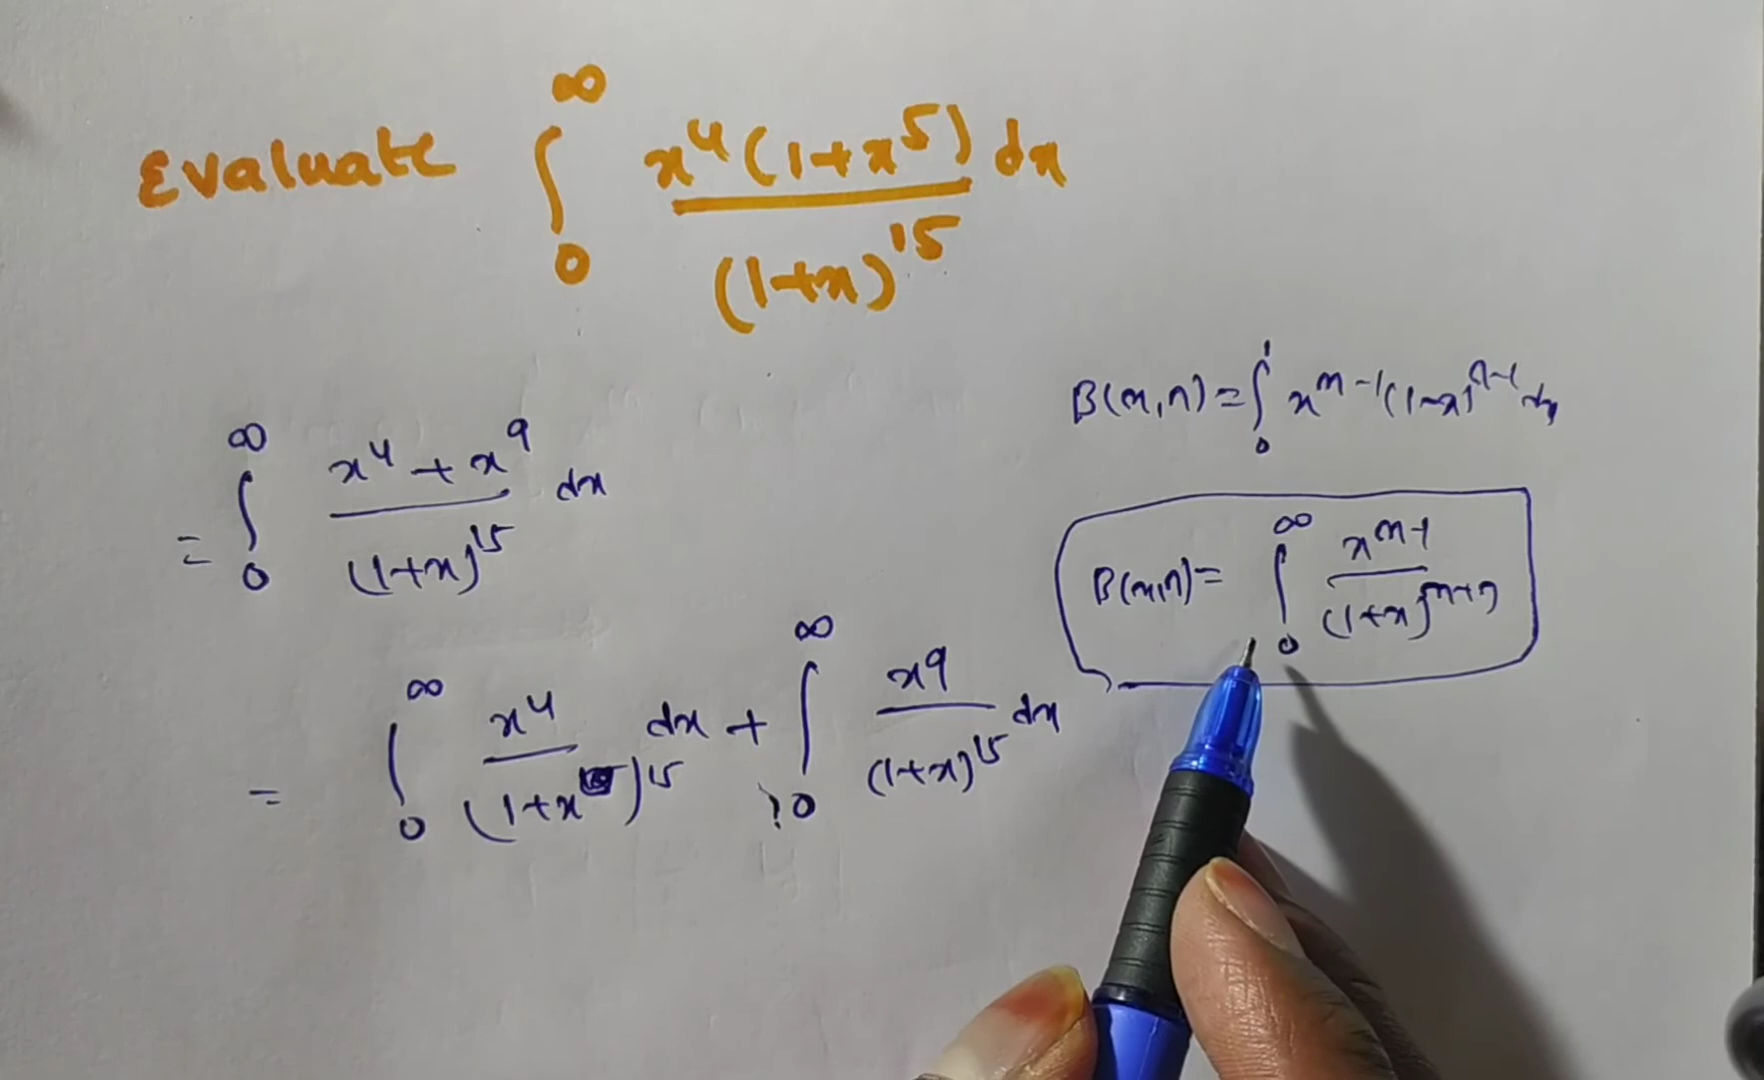 Evaluate ∫₀^∞ x⁴(1+x⁵)/(1+x)¹⁵ dx
= ∫₀^∞ (x⁴ + x⁹)/(1+x)¹⁵ dx
= ∫₀^∞ x⁴/(1+x)¹⁵ dx + ∫₀^∞ x⁹/(1+x)¹⁵ dx
B(m,n) = ∫₀¹ x^(m-1) (1-x)^(n-1) dx
B(m,n) = ∫₀^∞ x^(m-1)/(1+x)^(m+n)